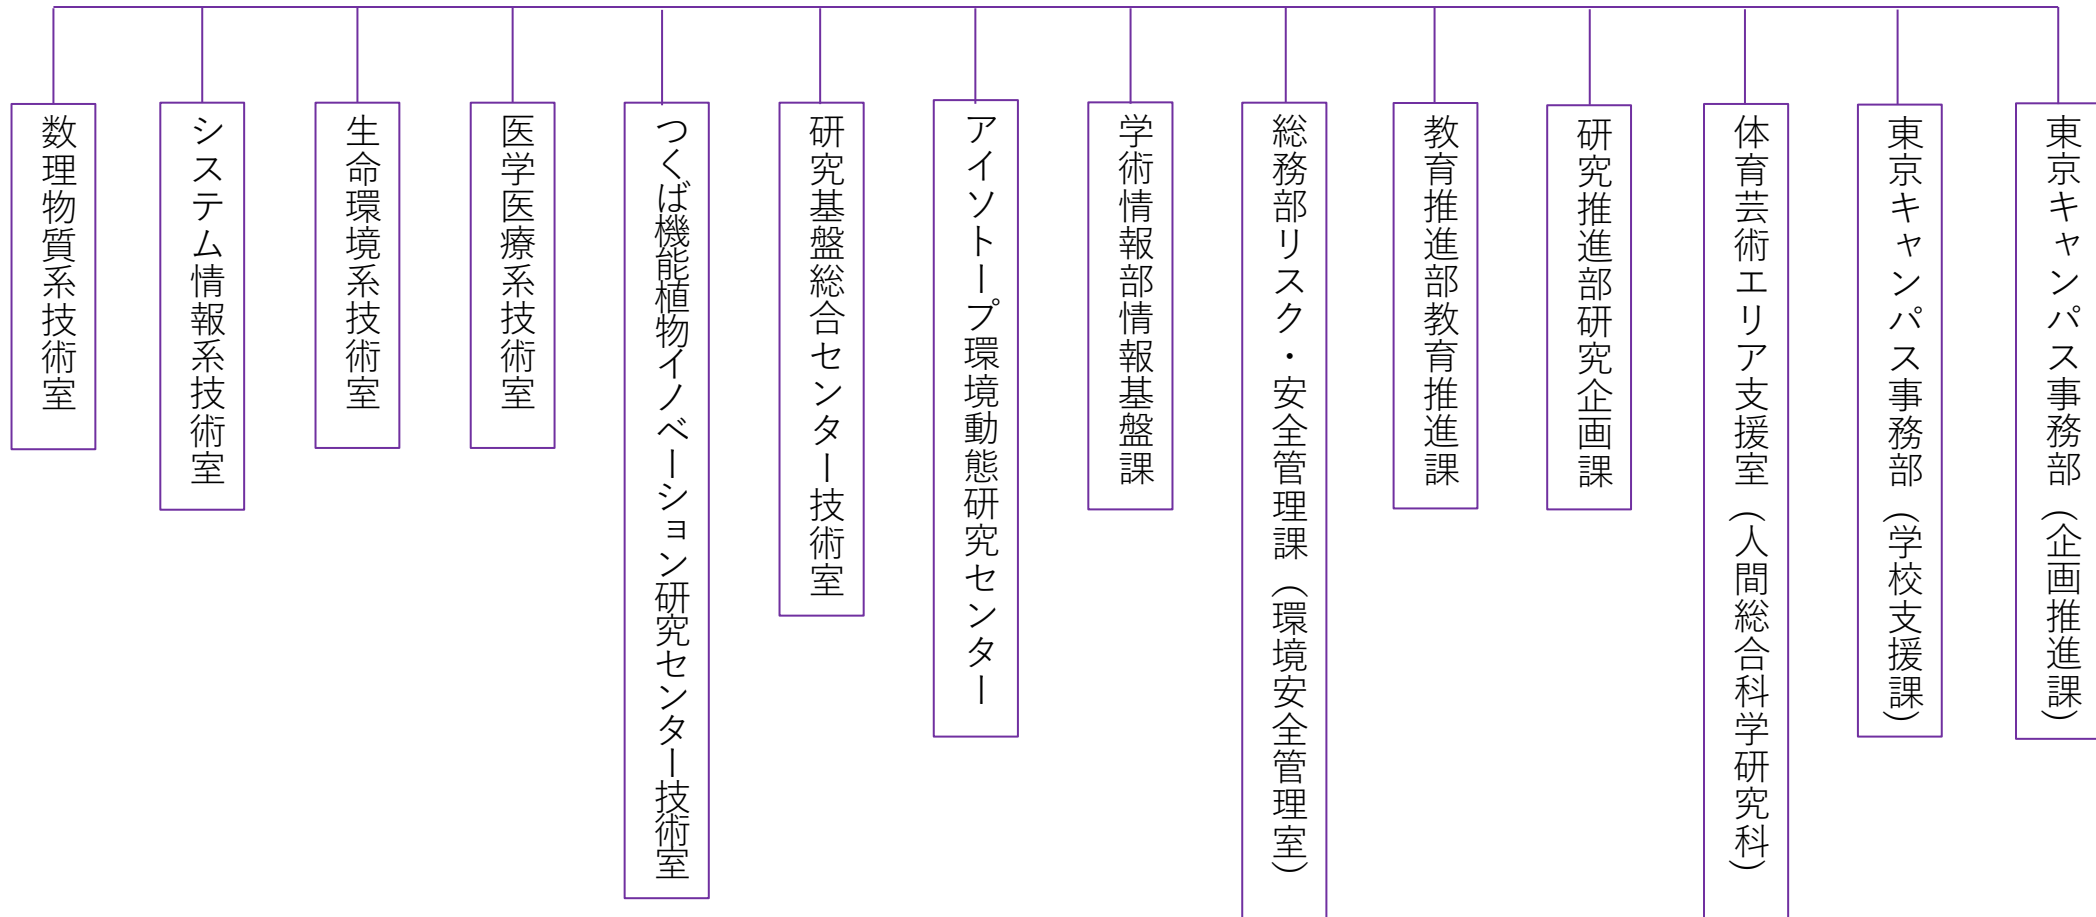 数理物質系技術室
システム情報系技術室
生命環境系技術室
医学医療系技術室
つくば機能植物イノベーション研究センター技術室
研究基盤総合センター技術室
アイソトープ環境動態研究センター
学術情報部情報基盤課
総務部リスク・安全管理課（環境安全管理室）
教育推進部教育推進課
研究推進部研究企画課
体育芸術エリア支援室（人間総合科学研究科）
東京キャンパス事務部（学校支援課）
東京キャンパス事務部（企画推進課）